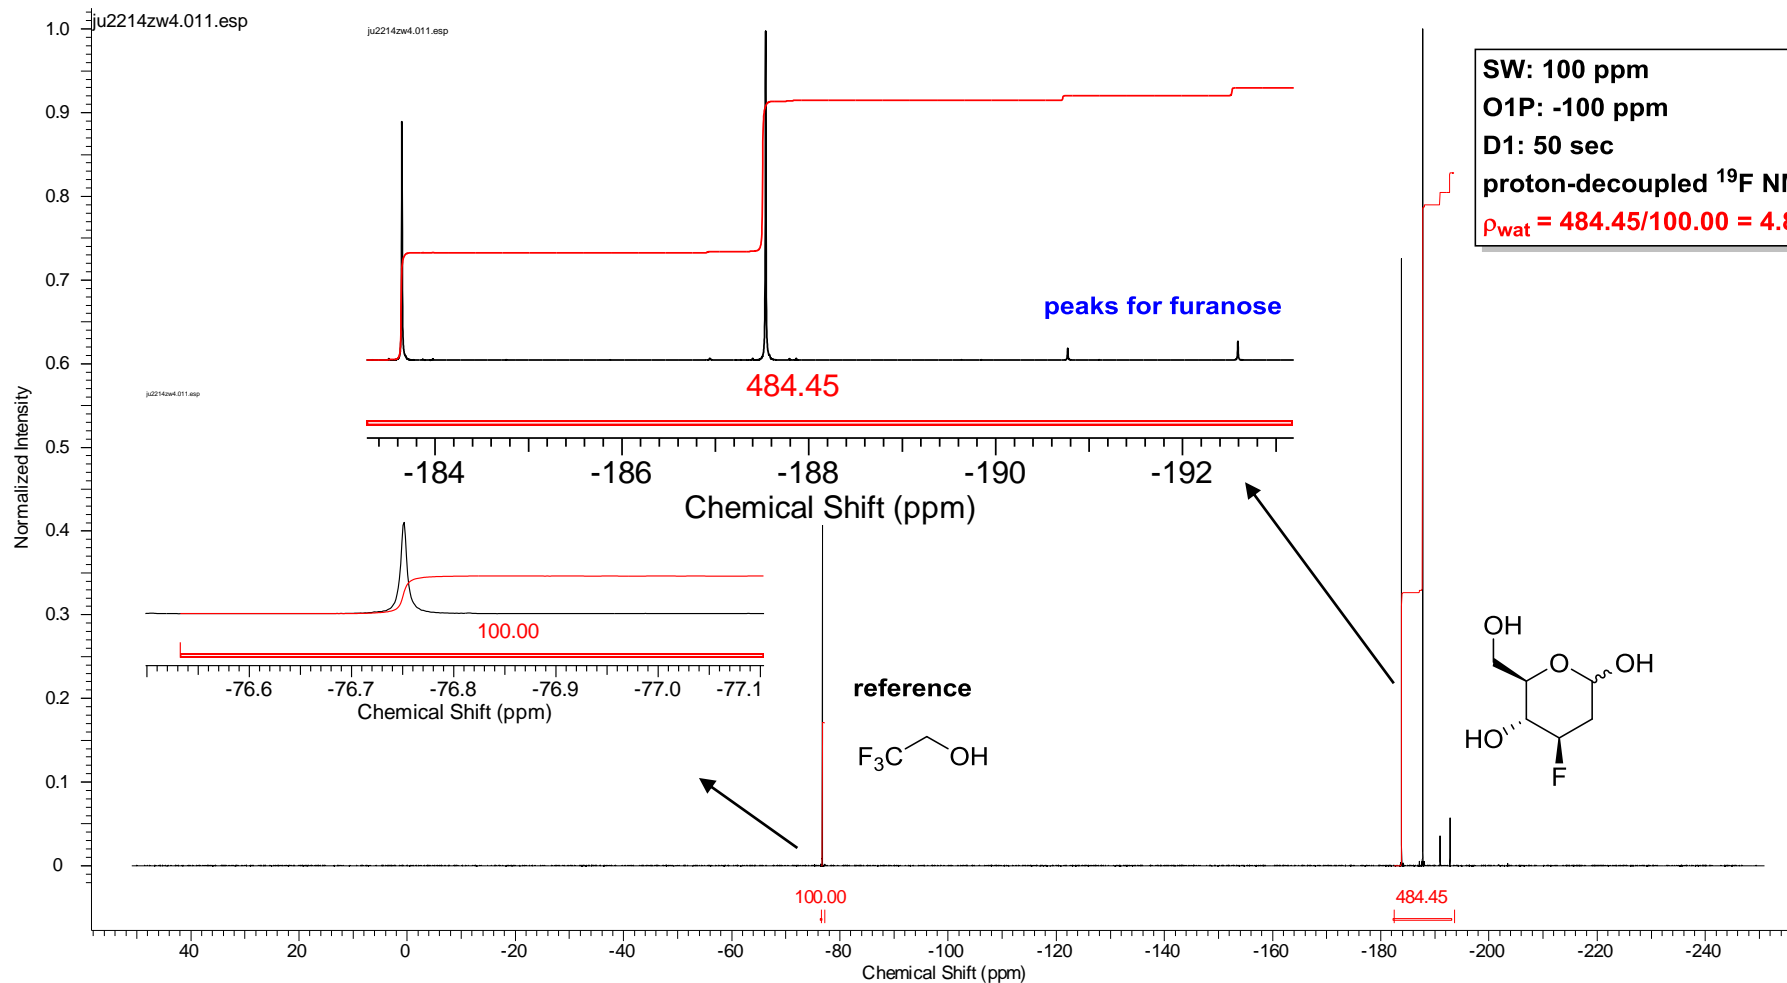 ju2214zw4.011.esp
ju2214zw4.011.esp
SW: 100 ppm
O1P: -100 ppm
D1: 50 sec
proton-decoupled 19F N
ρwat = 484.45/100.00 = 4.8
peaks for furanose
484.45
-184 -186 -188 -190 -192
Chemical Shift (ppm)
ju2214zw4.011.esp
100.00
-76.6 -76.7 -76.8 -76.9 -77.0 -77.1
Chemical Shift (ppm)
reference
F3C OH
OH
O OH
HO
F
1.0
0.9
0.8
0.7
0.6
0.5
0.4
0.3
0.2
0.1
0
Normalized Intensity
100.00 484.45
40 20 0 -20 -40 -60 -80 -100 -120 -140 -160 -180 -200 -220 -240
Chemical Shift (ppm)